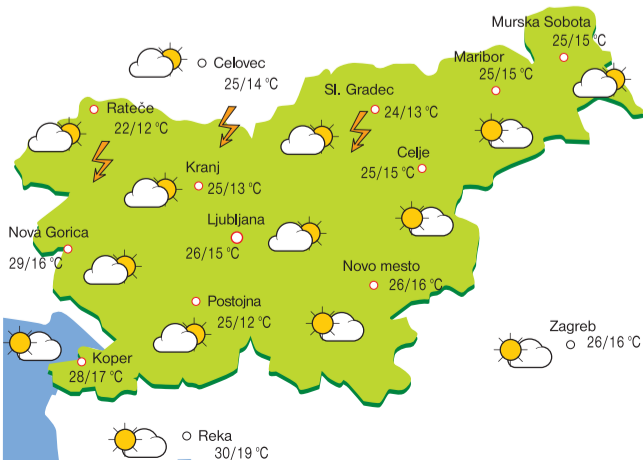 Murska Sobota
25/15 °C
Maribor
25/15 °C
Celovec
25/14 °C
Sl. Gradec
24/13 °C
Rateče
22/12 °C
Celje
25/15 °C
Kranj
25/13 °C
Ljubljana
26/15 °C
Nova Gorica
29/16 °C
Novo mesto
26/16 °C
Postojna
25/12 °C
Zagreb
26/16 °C
Koper
28/17 °C
Reka
30/19 °C